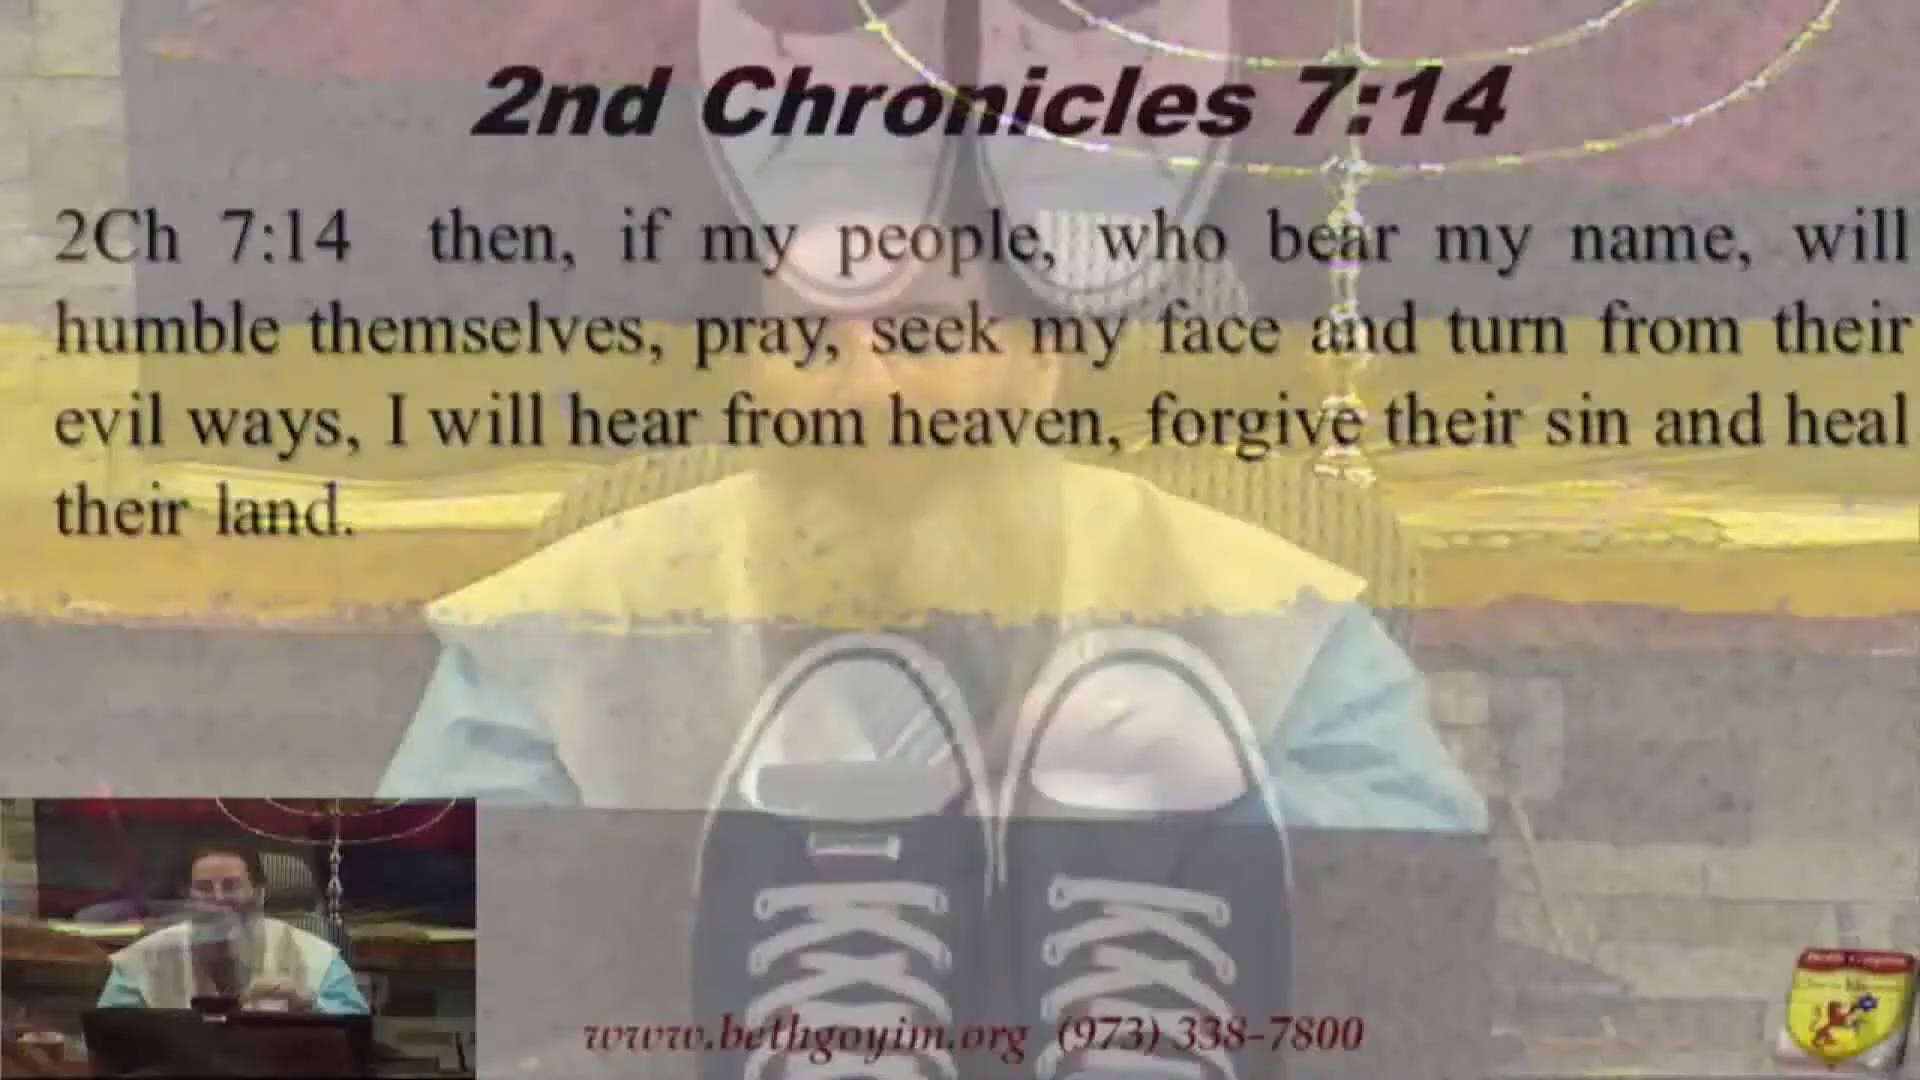 2nd Chronicles 7:14
2Ch 7:14 then, if my people, who bear my name, will
humble themselves, pray, seek my face and turn from their
evil ways, I will hear from heaven, forgive their sin and heal
their land.
www.bethgoyim.org (973) 338-7800